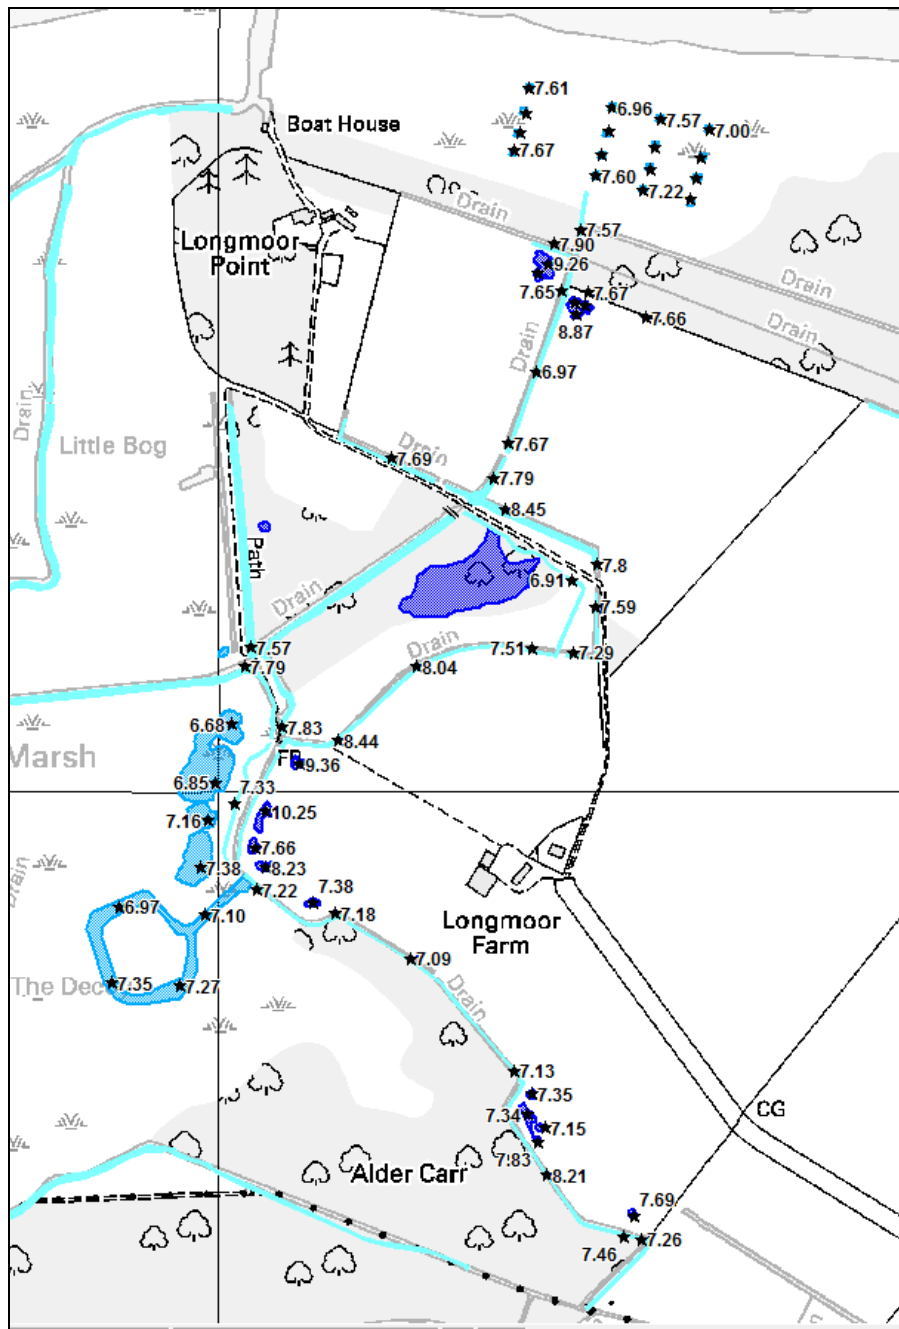 7.61
6.96
7.57
7.00
Boat House
7.67
7.60
7.22
Drain
Longmoor
Point
7.57
7.90
9.26
Drain
7.65
7.67
8.87
7.66
Drain
Drain
6.97
Drain
Little Bog
Drain
7.67
7.69
7.79
8.45
Path
7.8
6.91
Drain
7.59
7.57
Drain
7.51
7.29
7.79
8.04
6.68
7.83
8.44
Marsh
FB
9.36
6.85
7.33
7.16
10.25
7.66
7.38
8.23
Drain
7.22
7.38
6.97
7.10
7.18
Longmoor
Farm
7.09
The Dec
7.35
7.27
Drain
7.13
7.35
7.34
7.15
CG
7.83
Alder Carr
8.21
7.69
7.46
7.26